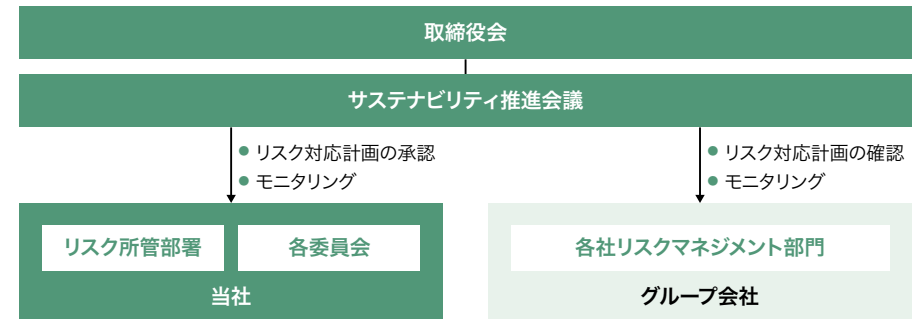 取締役会
サステナビリティ推進会議
● リスク対応計画の承認
● モニタリング
● リスク対応計画の確認
● モニタリング
リスク所管部署
各委員会
当社
各社リスクマネジメント部門
グループ会社